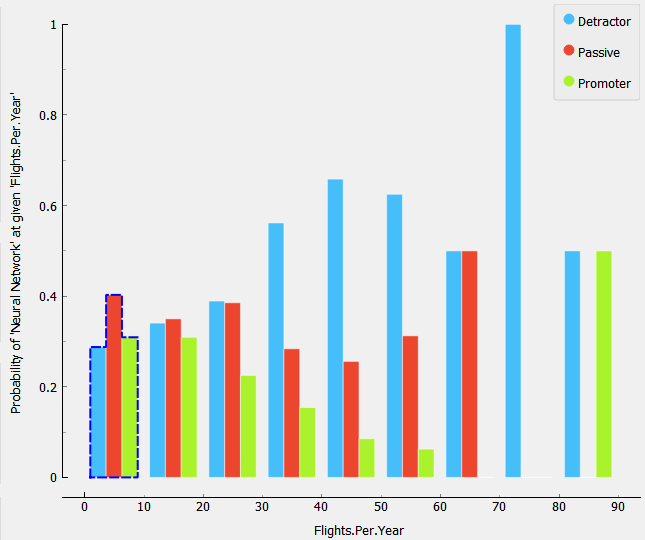 Detractor
Passive
Promoter
Probability of 'Neural Network' at given 'Flights.Per.Year'
1
0.8
0.6
0.4
0.2
0
0 10 20 30 40 50 60 70 80 90
Flights.Per.Year